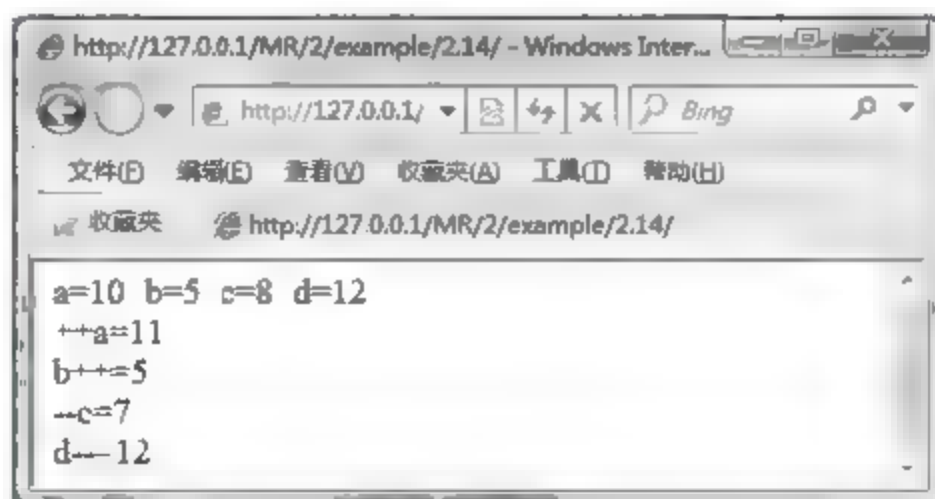 http://127.0.0.1/MR/2/example/2.14/ - Windows Inter...
http://127.0.0.1/ Bing
文件(F) 编辑(E) 查看(V) 收藏夹(A) 工具(T) 帮助(H)
收藏夹 http://127.0.0.1/MR/2/example/2.14/
a=10 b=5 c=8 d=12
++a=11
b++=5
--c=7
d--=12